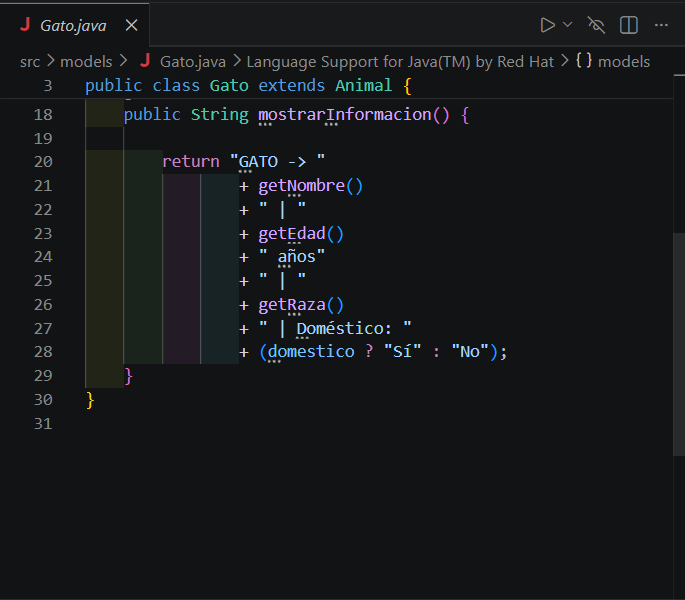 J Gato.java
src > models > J Gato.java > Language Support for Java(TM) by Red Hat > {} models
3 public class Gato extends Animal {
18 public String mostrarInformacion() {
19
20 return "GATO -> "
21 + getNombre()
22 + " | "
23 + getEdad()
24 + " años"
25 + " | "
26 + getRaza()
27 + " | Doméstico: "
28 + (domestico ? "Sí" : "No");
29 }
30 }
31